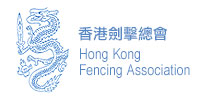 香港劍擊總會
Hong Kong
Fencing Association